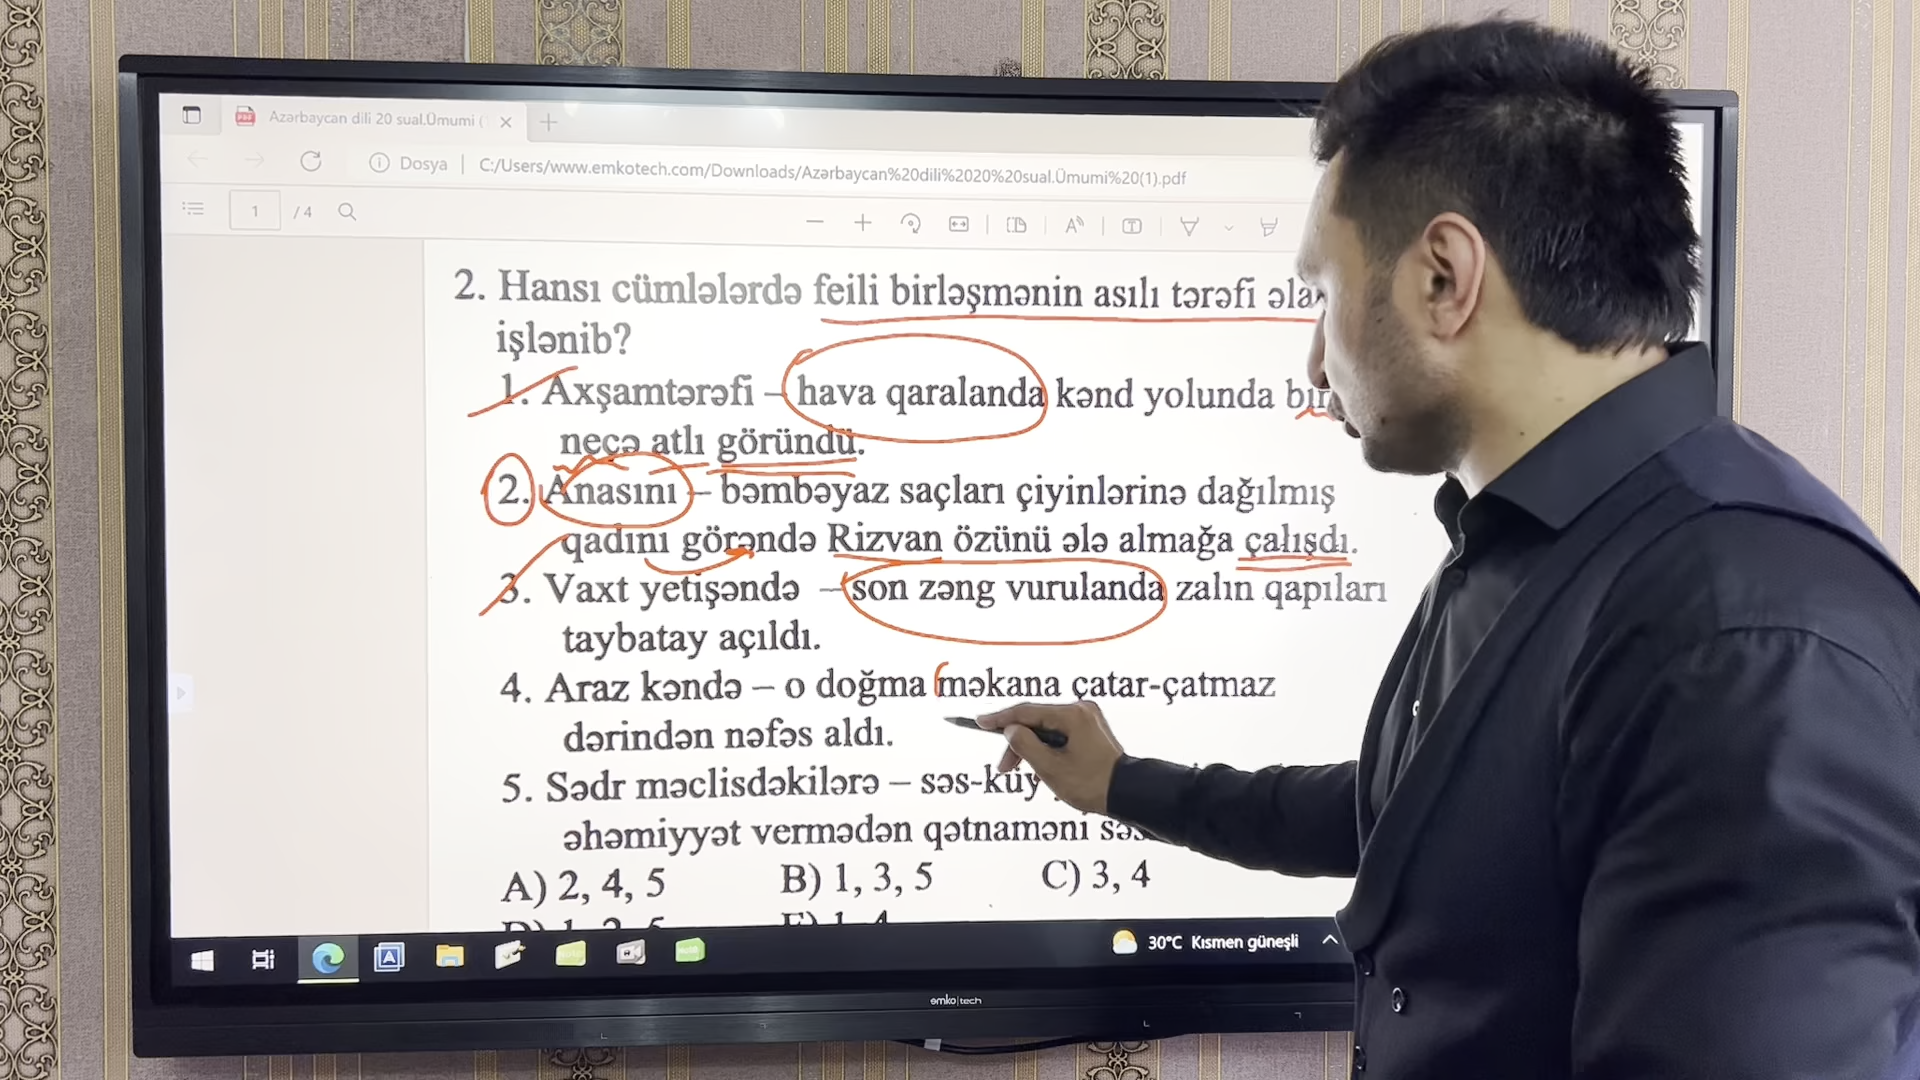 Azərbaycan dili 20 sual.Ümumi (
Dosya | C:/Users/www.emkotech.com/Downloads/Azərbaycan%20dili%2020%20sual.Ümumi%20(1).pdf
1 / 4
2. Hansı cümlələrdə feili birləşmənin asılı tərəfi
işlənib?
1. Axşamtərəfi – hava qaralanda kənd yolunda bir
neçə atlı göründü.
2. Anasını – bəmbəyaz saçları çiyinlərinə dağılmış
qadını görəndə Rizvan özünü ələ almağa çalışdı.
3. Vaxt yetişəndə – son zəng vurulanda zalın qapıları
taybatay açıldı.
4. Araz kəndə – o doğma məkana çatar-çatmaz
dərindən nəfəs aldı.
5. Sədr məclisdəkilərə – səs-küy
əhəmiyyət vermədən qətnaməni
A) 2, 4, 5 B) 1, 3, 5 C) 3, 4
30°C Kısmen güneşli
emko|tech